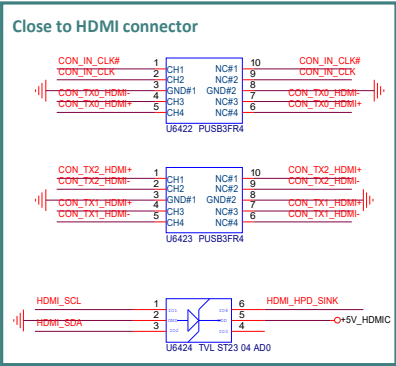 Close to HDMI connector
CON_IN_CLK# 1 CH1 NC#1 10 CON_IN_CLK#
CON_IN_CLK 2 CH2 NC#2 9 CON_IN_CLK
3 GND#1 GND#2 8
CON_TX0_HDMI- 4 CH3 NC#3 7 CON_TX0_HDMI-
CON_TX0_HDMI+ 5 CH4 NC#4 6 CON_TX0_HDMI+
U6422 PUSB3FR4
CON_TX2_HDMI+ 1 CH1 NC#1 10 CON_TX2_HDMI+
CON_TX2_HDMI- 2 CH2 NC#2 9 CON_TX2_HDMI-
3 GND#1 GND#2 8
CON_TX1_HDMI+ 4 CH3 NC#3 7 CON_TX1_HDMI+
CON_TX1_HDMI- 5 CH4 NC#4 6 CON_TX1_HDMI-
U6423 PUSB3FR4
HDMI_SCL 1 6 HDMI_HPD_SINK
2 5 +5V_HDMIC
HDMI_SDA 3 4
U6424 TVL ST23 04 AD0